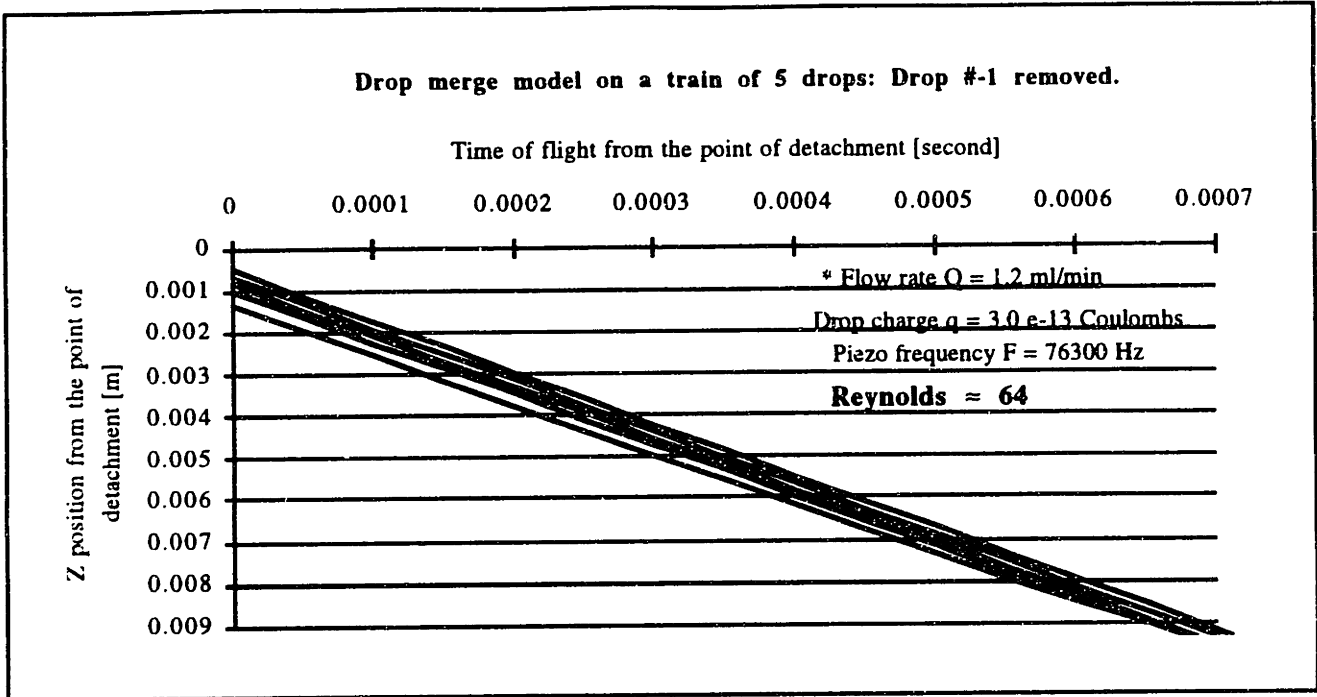 Drop merge model on a train of 5 drops: Drop #-1 removed.
Time of flight from the point of detachment [second]
0 0.0001 0.0002 0.0003 0.0004 0.0005 0.0006 0.0007
0
0.001
0.002
0.003
0.004
0.005
0.006
0.007
0.008
0.009
Z position from the point of
detachment [m]
* Flow rate Q = 1.2 ml/min
Drop charge q = 3.0 e-13 Coulombs
Piezo frequency F = 76300 Hz
Reynolds = 64